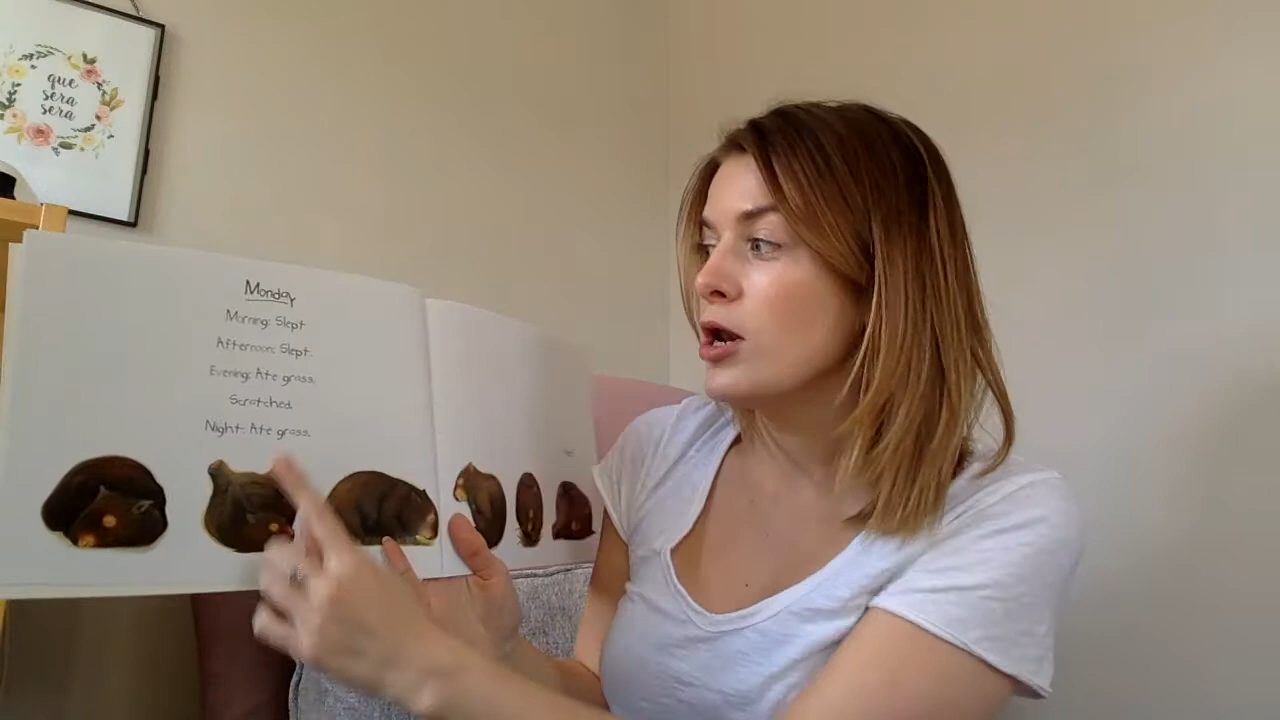 que
sera
sera
Monday
Morning: Slept
Afternoon: Slept.
Evening: Ate grass.
Scratched.
Night: Ate grass.